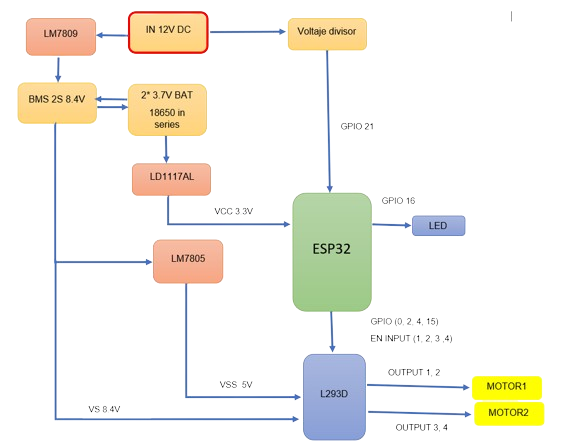 IN 12V DC
LM7809
Voltaje divisor
BMS 2S 8.4V
2* 3.7V BAT
18650 in
series
GPIO 21
LD1117AL
VCC 3.3V
GPIO 16
LED
ESP32
LM7805
GPIO (0, 2, 4, 15)
EN INPUT (1, 2, 3 ,4)
OUTPUT 1, 2
VSS 5V
L293D
MOTOR1
VS 8.4V
MOTOR2
OUTPUT 3, 4